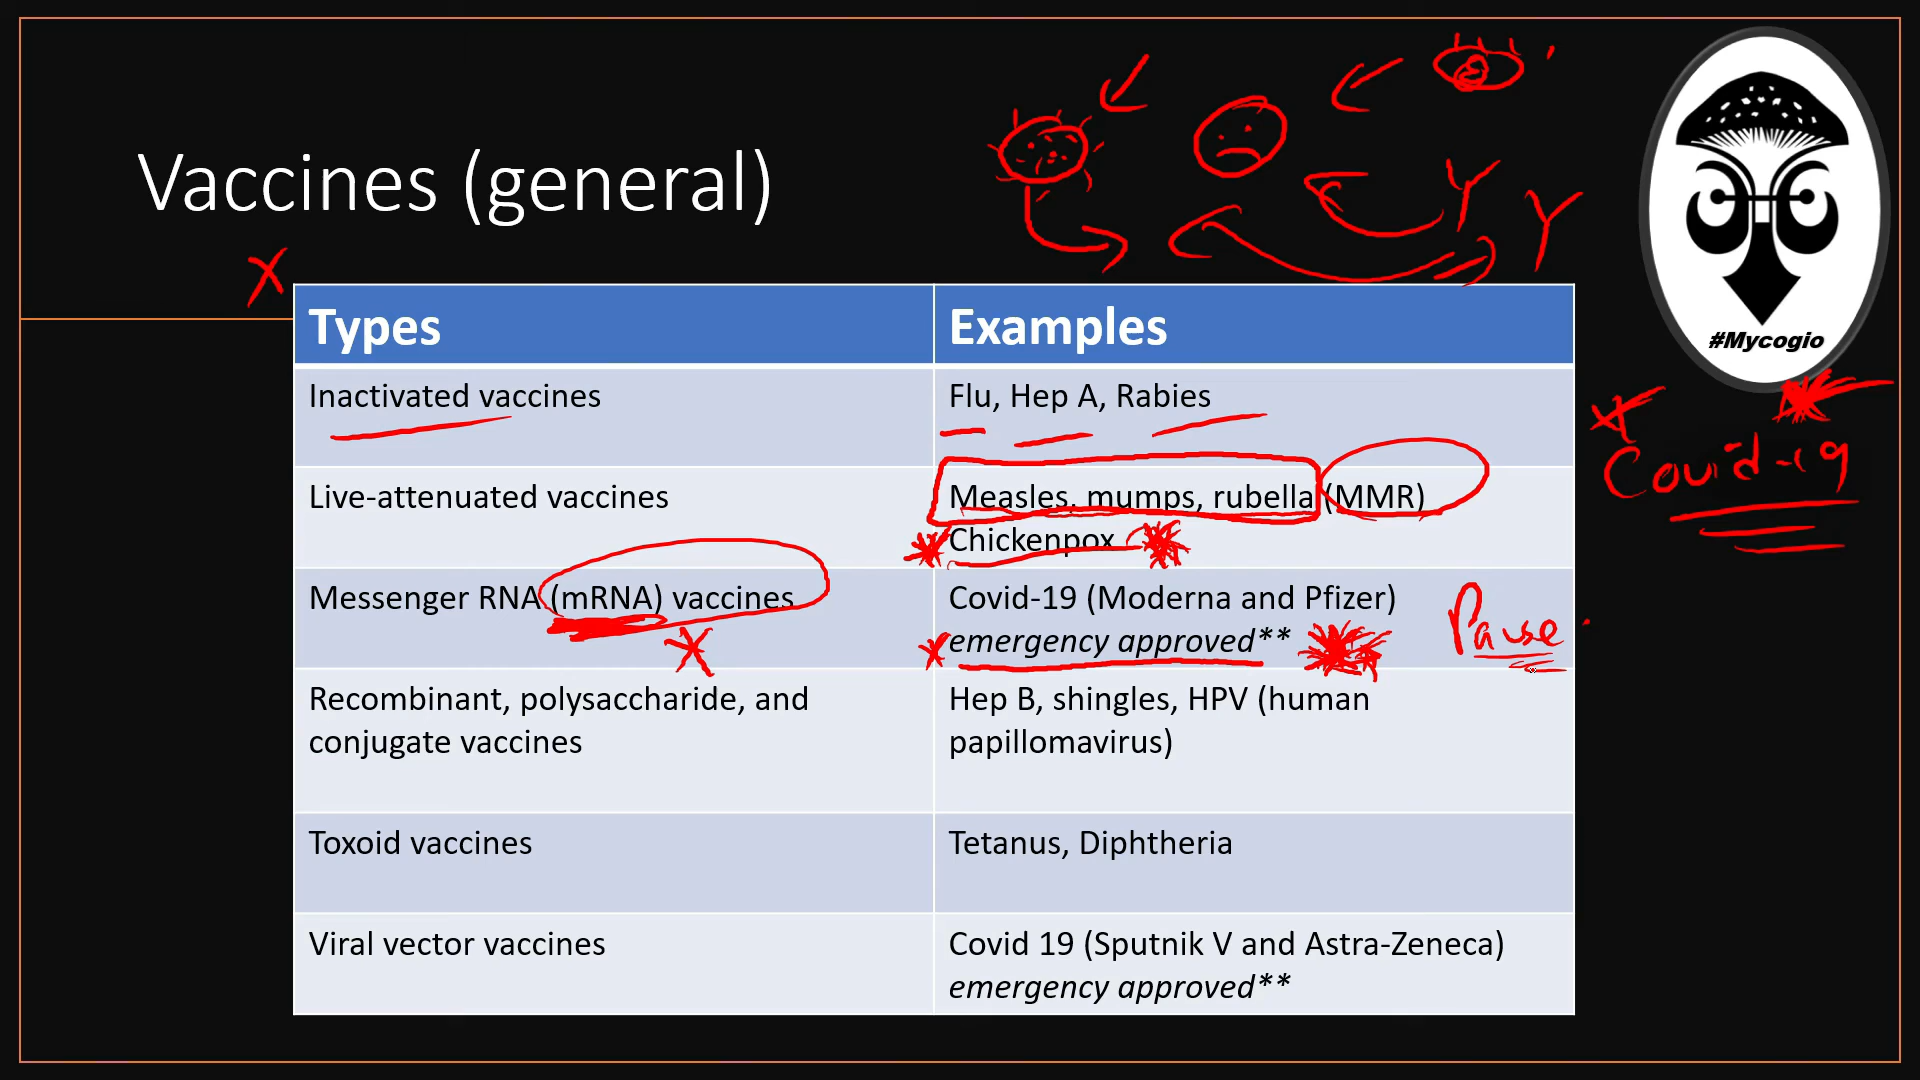 Vaccines (general)
#Mycogio
Types
Examples
Inactivated vaccines
Flu, Hep A, Rabies
Covid-19
Live-attenuated vaccines
Measles, mumps, rubella (MMR)
Chickenpox
Messenger RNA (mRNA) vaccines
Covid-19 (Moderna and Pfizer)
emergency approved**
Pause
Recombinant, polysaccharide, and
conjugate vaccines
Hep B, shingles, HPV (human
papillomavirus)
Toxoid vaccines
Tetanus, Diphtheria
Viral vector vaccines
Covid 19 (Sputnik V and Astra-Zeneca)
emergency approved**